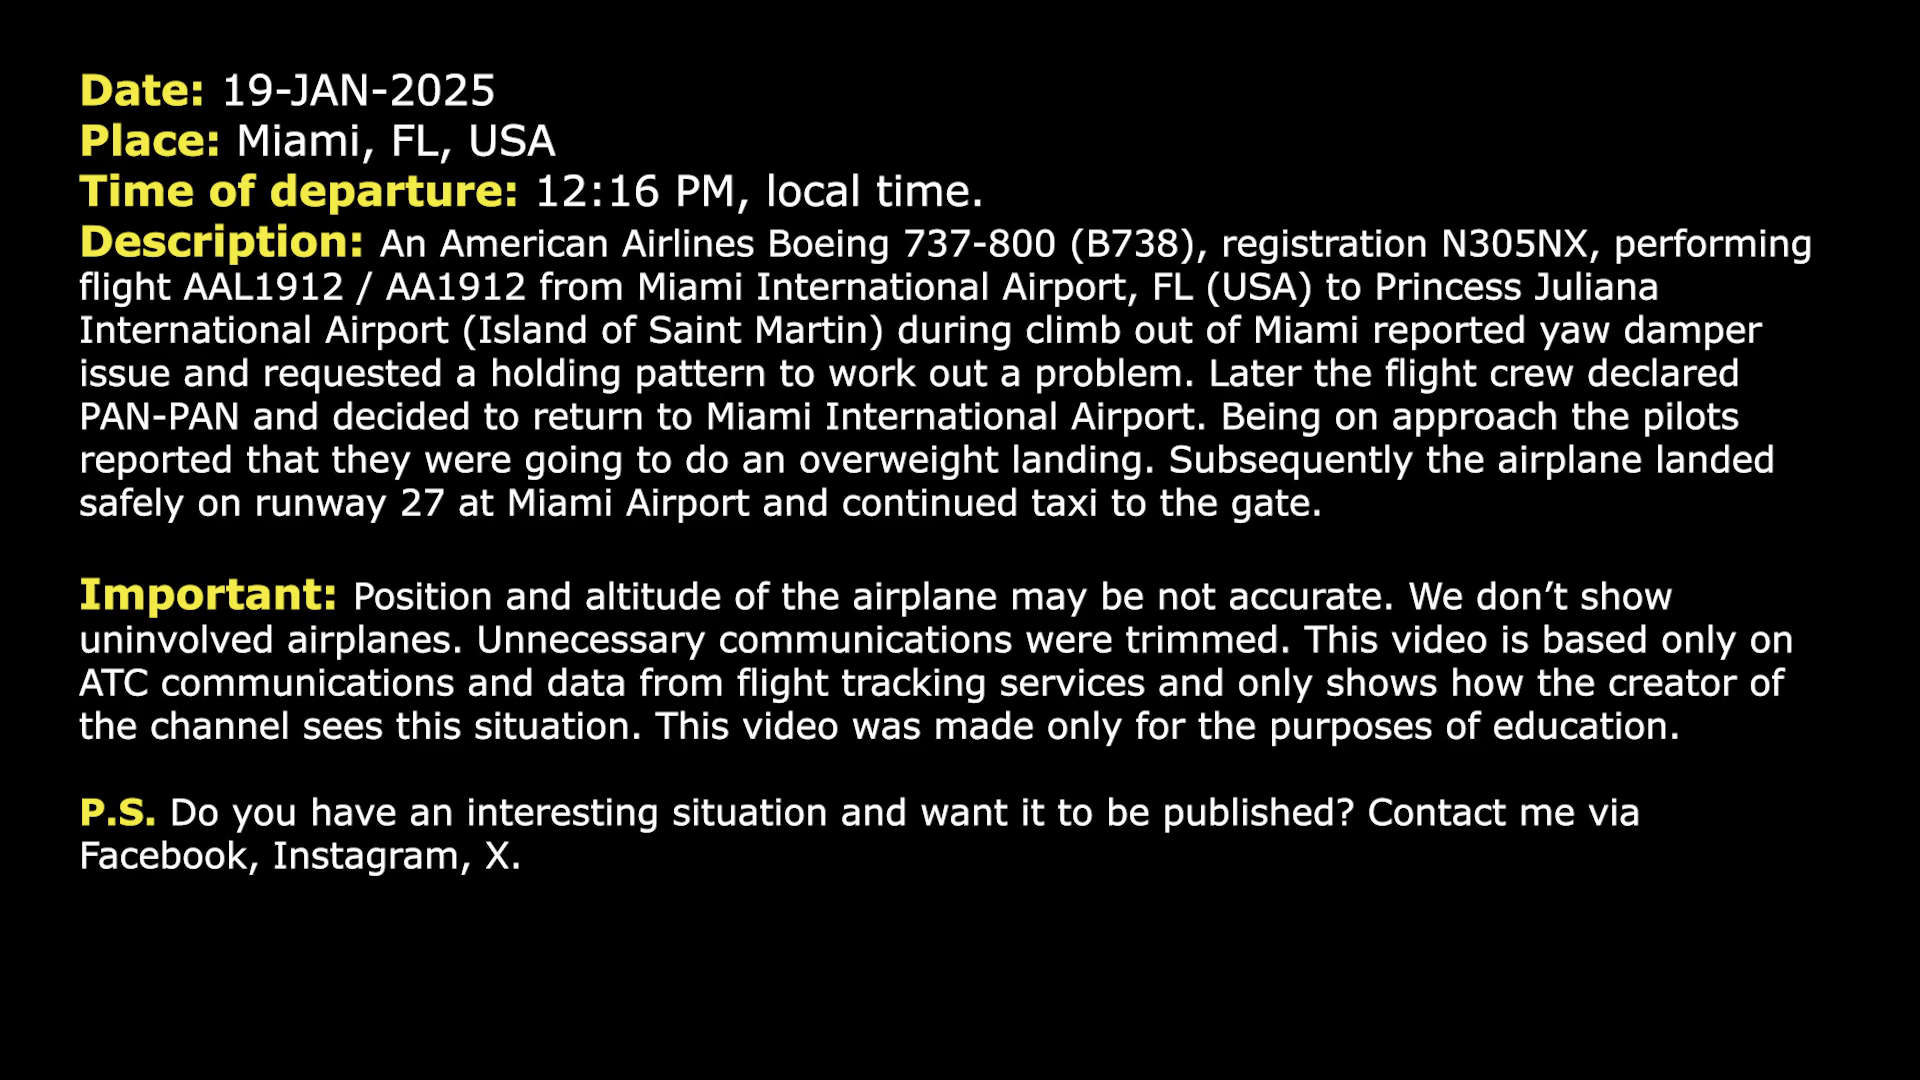 Date: 19-JAN-2025
Place: Miami, FL, USA
Time of departure: 12:16 PM, local time.
Description: An American Airlines Boeing 737-800 (B738), registration N305NX, performing
flight AAL1912 / AA1912 from Miami International Airport, FL (USA) to Princess Juliana
International Airport (Island of Saint Martin) during climb out of Miami reported yaw damper
issue and requested a holding pattern to work out a problem. Later the flight crew declared
PAN-PAN and decided to return to Miami International Airport. Being on approach the pilots
reported that they were going to do an overweight landing. Subsequently the airplane landed
safely on runway 27 at Miami Airport and continued taxi to the gate.
Important: Position and altitude of the airplane may be not accurate. We don’t show
uninvolved airplanes. Unnecessary communications were trimmed. This video is based only on
ATC communications and data from flight tracking services and only shows how the creator of
the channel sees this situation. This video was made only for the purposes of education.
P.S. Do you have an interesting situation and want it to be published? Contact me via
Facebook, Instagram, X.